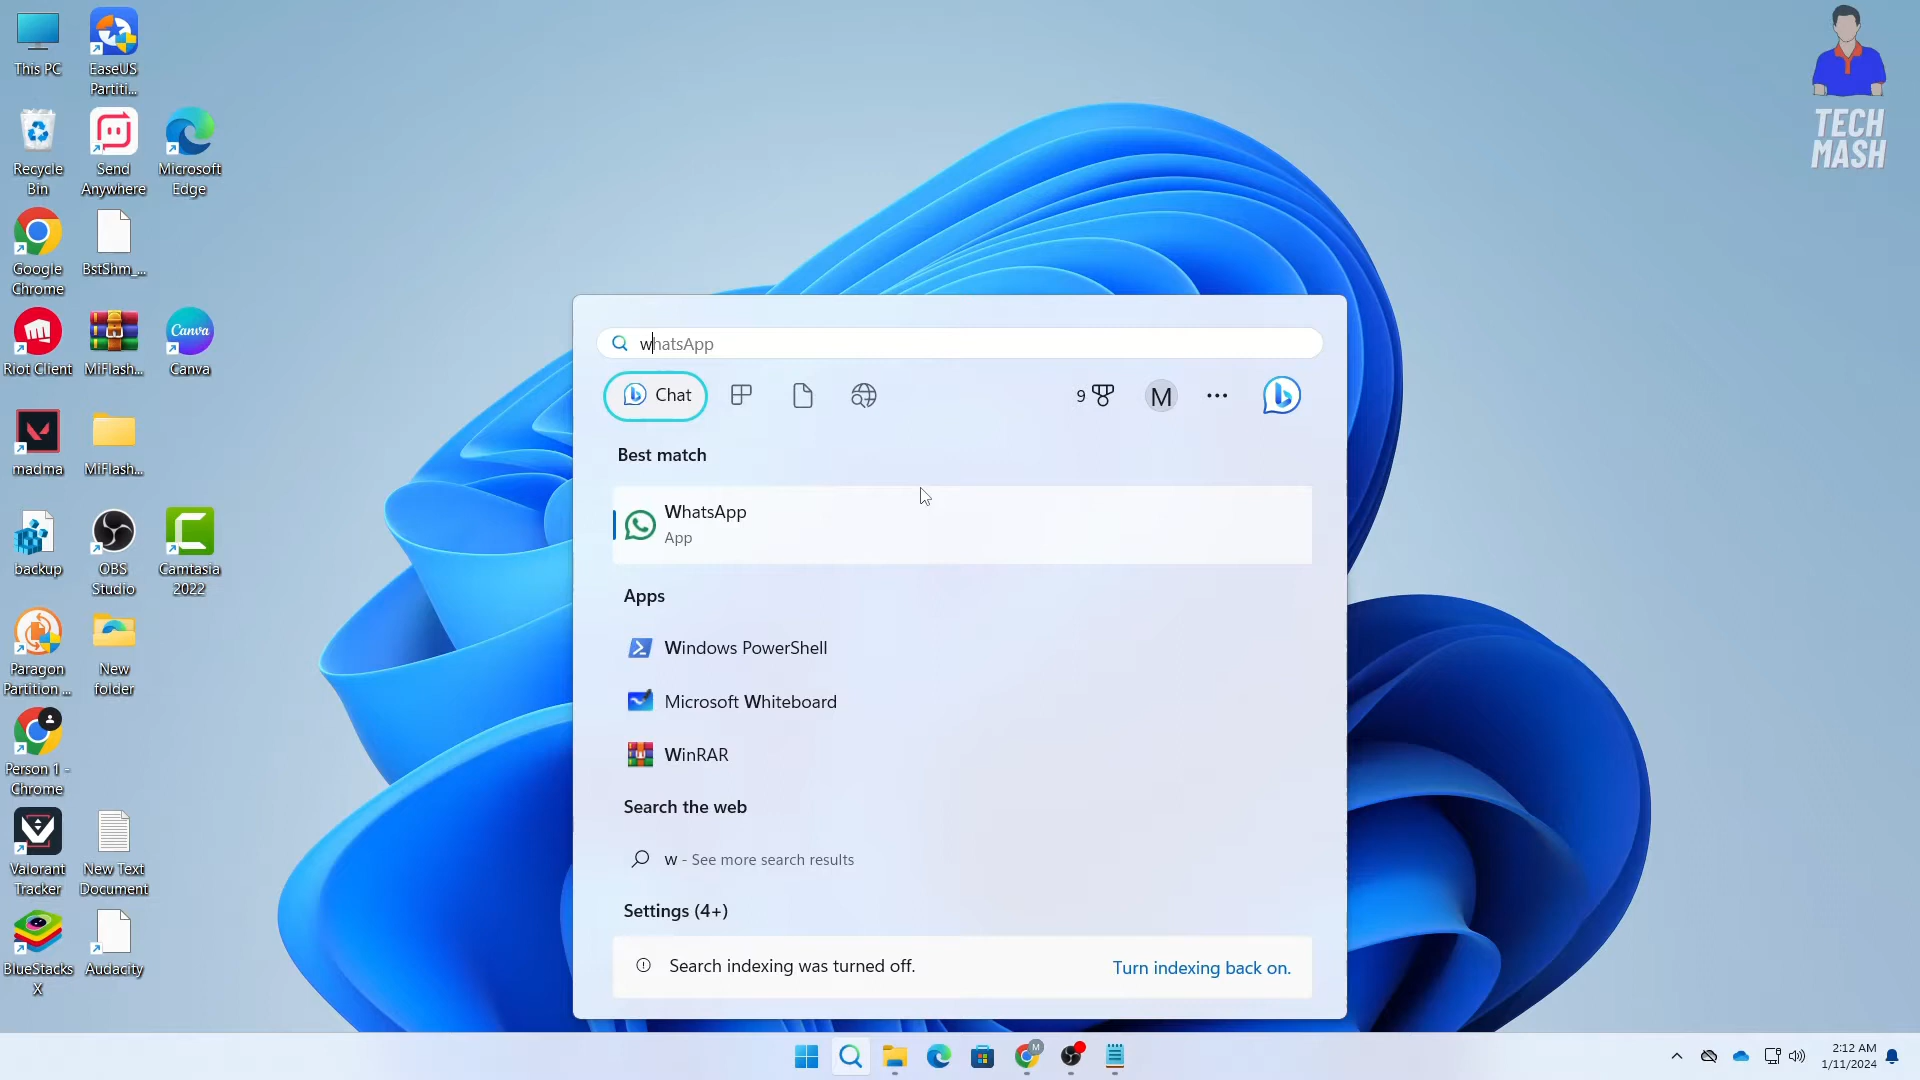 This PC
EaseUS
Partiti...
Recycle
Bin
Send
Anywhere
Microsoft
Edge
Google
Chrome
BstShm_...
Riot Client
MiFlash...
Canva
Canva
madma
MiFlash...
backup
OBS
Studio
Camtasia
2022
Paragon
Partition ...
New
folder
Person 1 -
Chrome
Valorant
Tracker
New Text
Document
BlueStacks
X
Audacity
TECH
MASH
whatsApp
Chat
9
M
Best match
WhatsApp
App
Apps
Windows PowerShell
Microsoft Whiteboard
WinRAR
Search the web
w - See more search results
Settings (4+)
Search indexing was turned off.
Turn indexing back on.
M
2:12 AM
1/11/2024